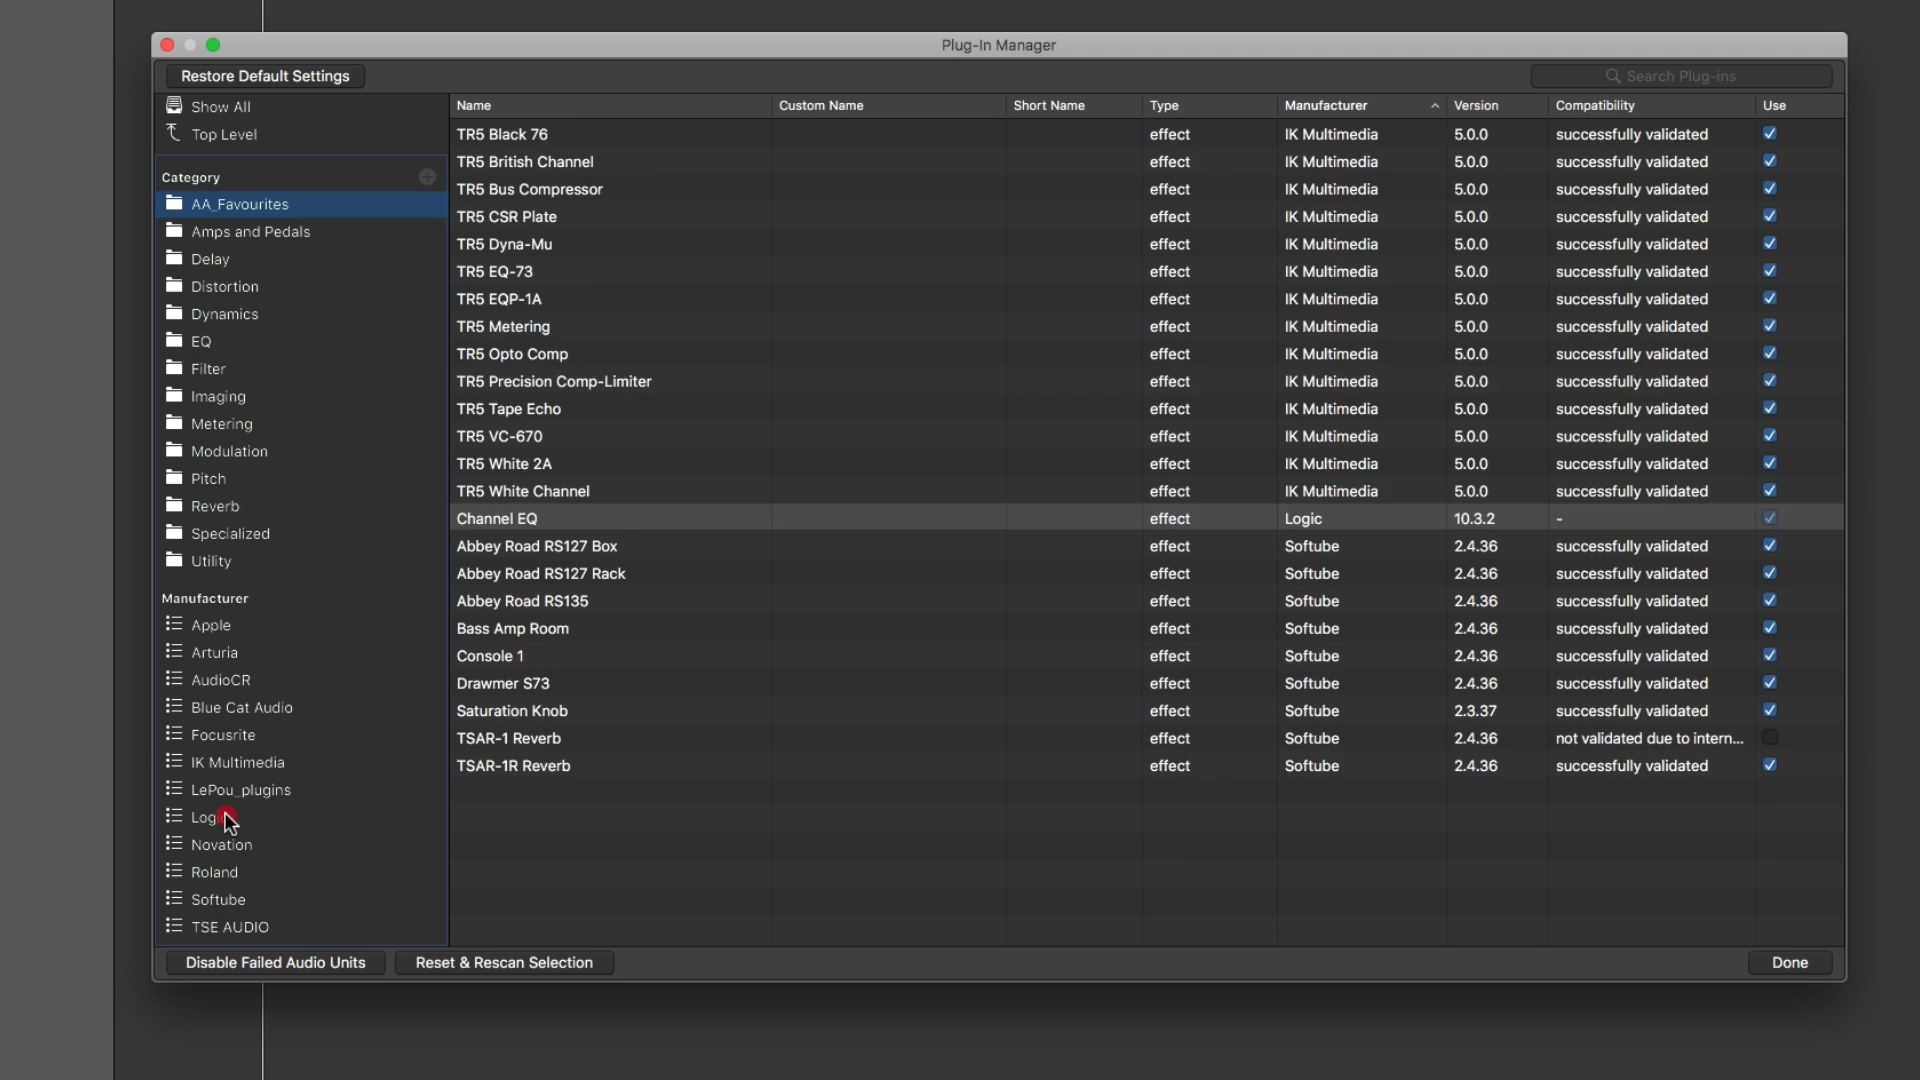 Plug-In Manager
Restore Default Settings
Search Plug-ins
Show All
Top Level
Category
AA_Favourites
Amps and Pedals
Delay
Distortion
Dynamics
EQ
Filter
Imaging
Metering
Modulation
Pitch
Reverb
Specialized
Utility
Manufacturer
Apple
Arturia
AudioCR
Blue Cat Audio
Focusrite
IK Multimedia
LePou_plugins
Novation
Roland
Softube
TSE AUDIO
Name Custom Name Short Name Type Manufacturer Version Compatibility Use
TR5 Black 76 effect IK Multimedia 5.0.0 successfully validated
TR5 British Channel effect IK Multimedia 5.0.0 successfully validated
TR5 Bus Compressor effect IK Multimedia 5.0.0 successfully validated
TR5 CSR Plate effect IK Multimedia 5.0.0 successfully validated
TR5 Dyna-Mu effect IK Multimedia 5.0.0 successfully validated
TR5 EQ-73 effect IK Multimedia 5.0.0 successfully validated
TR5 EQP-1A effect IK Multimedia 5.0.0 successfully validated
TR5 Metering effect IK Multimedia 5.0.0 successfully validated
TR5 Opto Comp effect IK Multimedia 5.0.0 successfully validated
TR5 Precision Comp-Limiter effect IK Multimedia 5.0.0 successfully validated
TR5 Tape Echo effect IK Multimedia 5.0.0 successfully validated
TR5 VC-670 effect IK Multimedia 5.0.0 successfully validated
TR5 White 2A effect IK Multimedia 5.0.0 successfully validated
TR5 White Channel effect IK Multimedia 5.0.0 successfully validated
Channel EQ effect Logic 10.3.2 -
Abbey Road RS127 Box effect Softube 2.4.36 successfully validated
Abbey Road RS127 Rack effect Softube 2.4.36 successfully validated
Abbey Road RS135 effect Softube 2.4.36 successfully validated
Bass Amp Room effect Softube 2.4.36 successfully validated
Console 1 effect Softube 2.4.36 successfully validated
Drawmer S73 effect Softube 2.4.36 successfully validated
Saturation Knob effect Softube 2.3.37 successfully validated
TSAR-1 Reverb effect Softube 2.4.36 not validated due to intern...
TSAR-1R Reverb effect Softube 2.4.36 successfully validated
Disable Failed Audio Units
Reset & Rescan Selection
Done